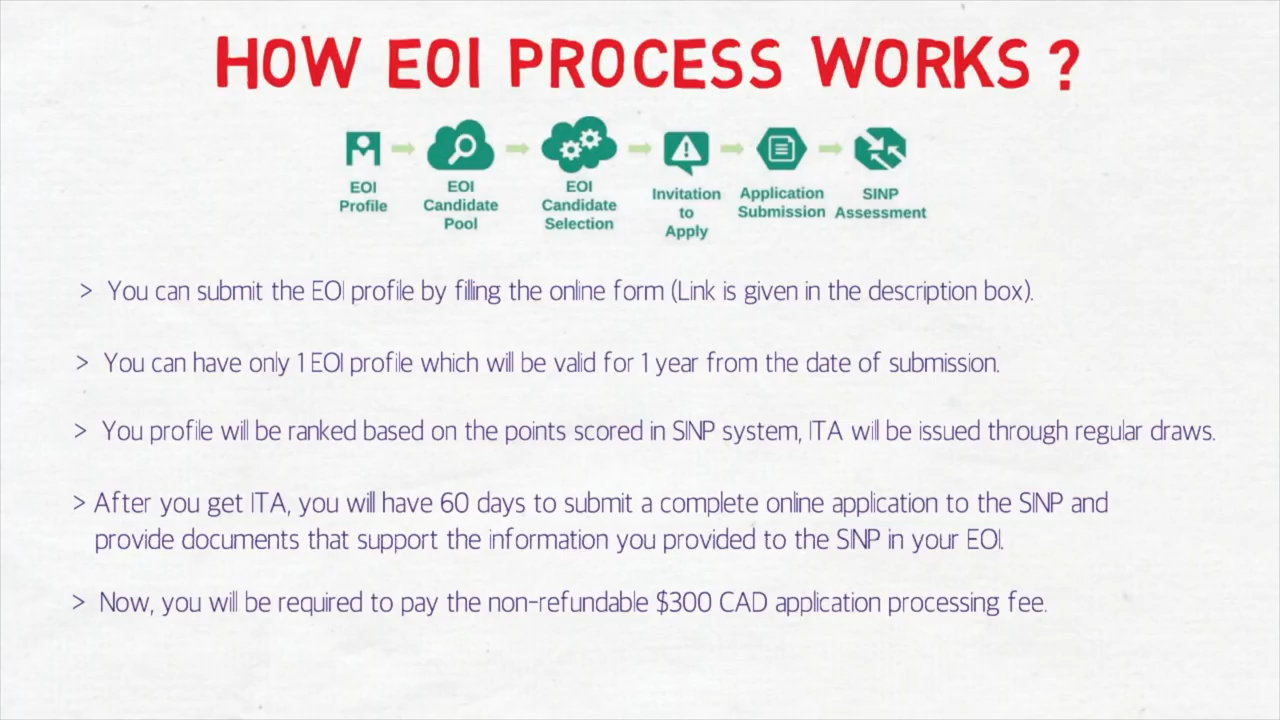 HOW EOI PROCESS WORKS ?
EOI
Profile
EOI
Candidate
Pool
EOI
Candidate
Selection
Invitation
to
Apply
Application
Submission
SINP
Assessment
> You can submit the EOI profile by filling the online form (Link is given in the description box).
> You can have only 1 EOI profile which will be valid for 1 year from the date of submission.
> You profile will be ranked based on the points scored in SINP system, ITA will be issued through regular draws.
> After you get ITA, you will have 60 days to submit a complete online application to the SINP and
provide documents that support the information you provided to the SINP in your EOI.
> Now, you will be required to pay the non-refundable $300 CAD application processing fee.